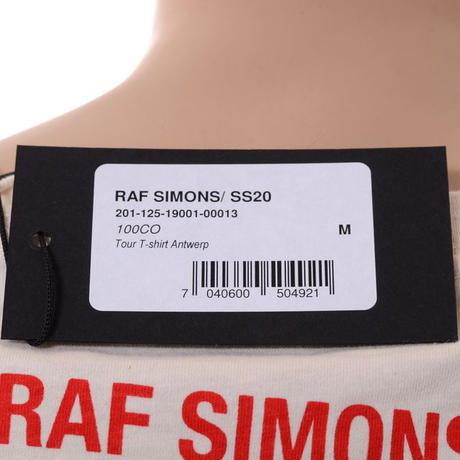 RAF SIMONS/ SS20
201-125-19001-00013
100CO M
Tour T-shirt Antwerp
7 040600 504921
RAF SIMONS